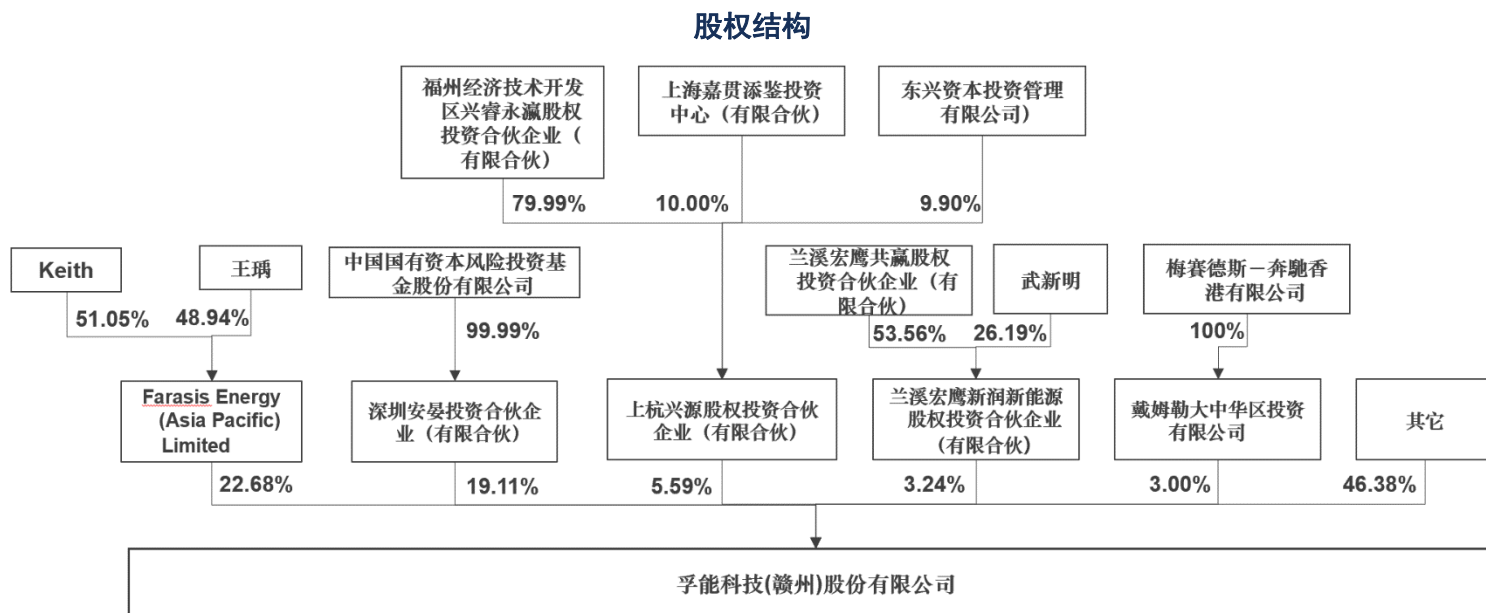 股权结构
福州经济技术开发
区兴睿永瀛股权
投资合伙企业（
有限合伙）
上海嘉贯添鉴投资
中心（有限合伙）
东兴资本投资管理
有限公司）
79.99%
10.00%
9.90%
Keith
王瑀
中国国有资本风险投资基
金股份有限公司
兰溪宏鹰共赢股权
投资合伙企业（有
限合伙）
武新明
梅赛德斯－奔馳香
港有限公司
51.05%
48.94%
99.99%
53.56%
26.19%
100%
Farasis Energy
(Asia Pacific)
Limited
深圳安晏投资合伙企
业（有限合伙）
上杭兴源股权投资合伙
企业（有限合伙）
兰溪宏鹰新润新能源
股权投资合伙企业
（有限合伙）
戴姆勒大中华区投资
有限公司
其它
22.68%
19.11%
5.59%
3.24%
3.00%
46.38%
孚能科技(赣州)股份有限公司